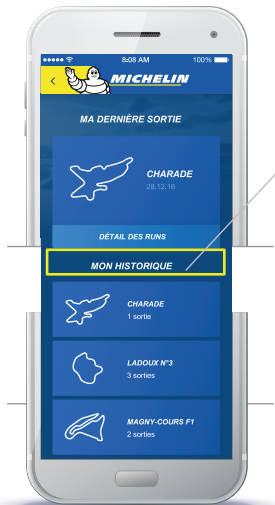 8:08 AM
100%
MICHELIN
MA DERNIÈRE SORTIE
CHARADE
28.12.16
DÉTAIL DES RUNS
MON HISTORIQUE
CHARADE
1 sortie
LADOUX N°3
3 sorties
MAGNY-COURS F1
2 sorties